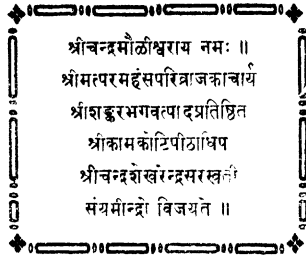 श्रीचन्द्रमौळीश्वराय नमः ॥
श्रीमत्परमहंसपरिव्राजकाचार्य
श्रीशङ्करभगवत्पादप्रतिष्ठित
श्रीकामकोटिपीठाधिप
श्रीचन्द्रशेखरेन्द्रसरस्वती
संयमीन्द्रो विजयते ॥